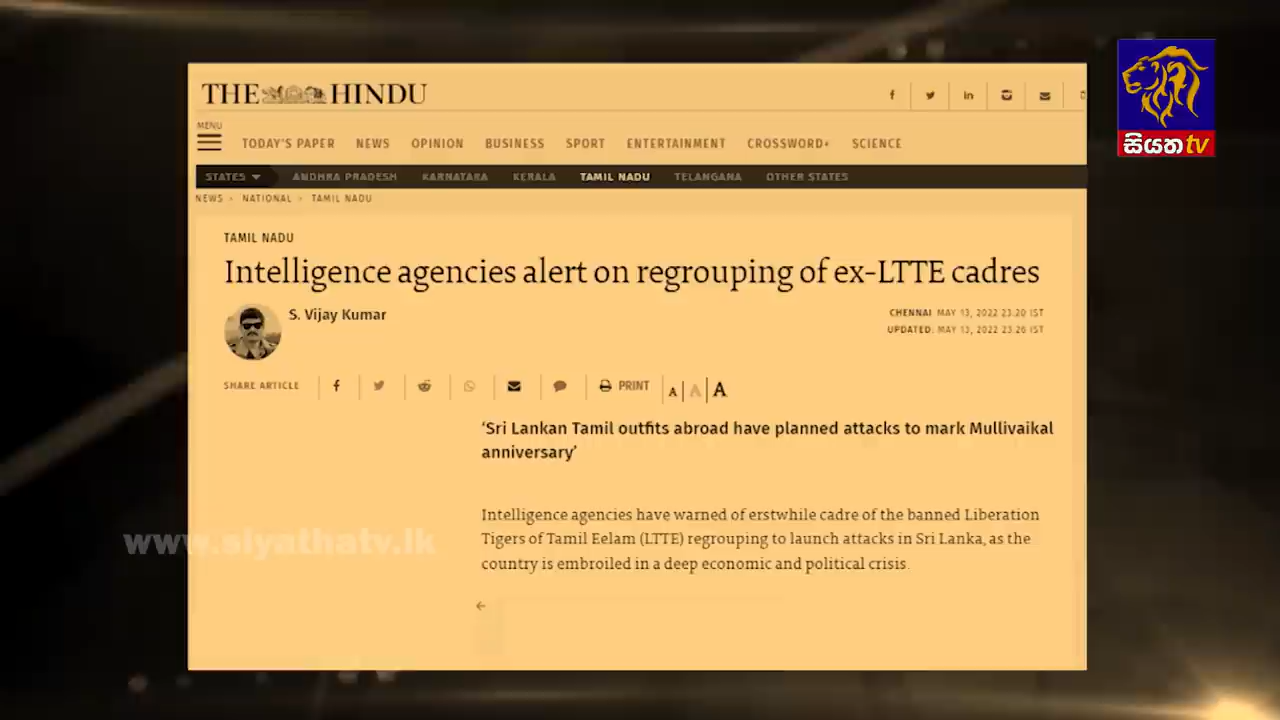 THE HINDU
සියත tv
MENU
TODAY'S PAPER NEWS OPINION BUSINESS SPORT ENTERTAINMENT CROSSWORD+ SCIENCE
STATES ANDHRA PRADESH KARNATAKA KERALA TAMIL NADU TELANGANA OTHER STATES
NEWS > NATIONAL > TAMIL NADU
TAMIL NADU
Intelligence agencies alert on regrouping of ex-LTTE cadres
S. Vijay Kumar
CHENNAI MAY 13, 2022 23:20 IST
UPDATED: MAY 13, 2022 23:26 IST
SHARE ARTICLE PRINT A A A
‘Sri Lankan Tamil outfits abroad have planned attacks to mark Mullivaikal
anniversary’
Intelligence agencies have warned of erstwhile cadre of the banned Liberation
Tigers of Tamil Eelam (LTTE) regrouping to launch attacks in Sri Lanka, as the
country is embroiled in a deep economic and political crisis.
www.siyathatv.lk